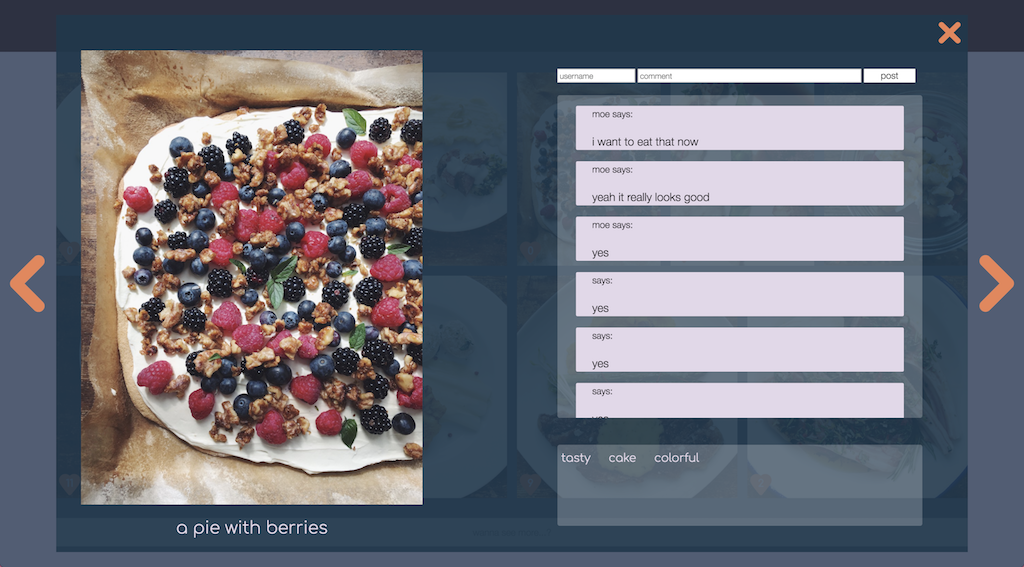 username comment post
moe says:
i want to eat that now
moe says:
yeah it really looks good
moe says:
yes
says:
yes
says:
yes
says:
yes
tasty cake colorful
a pie with berries